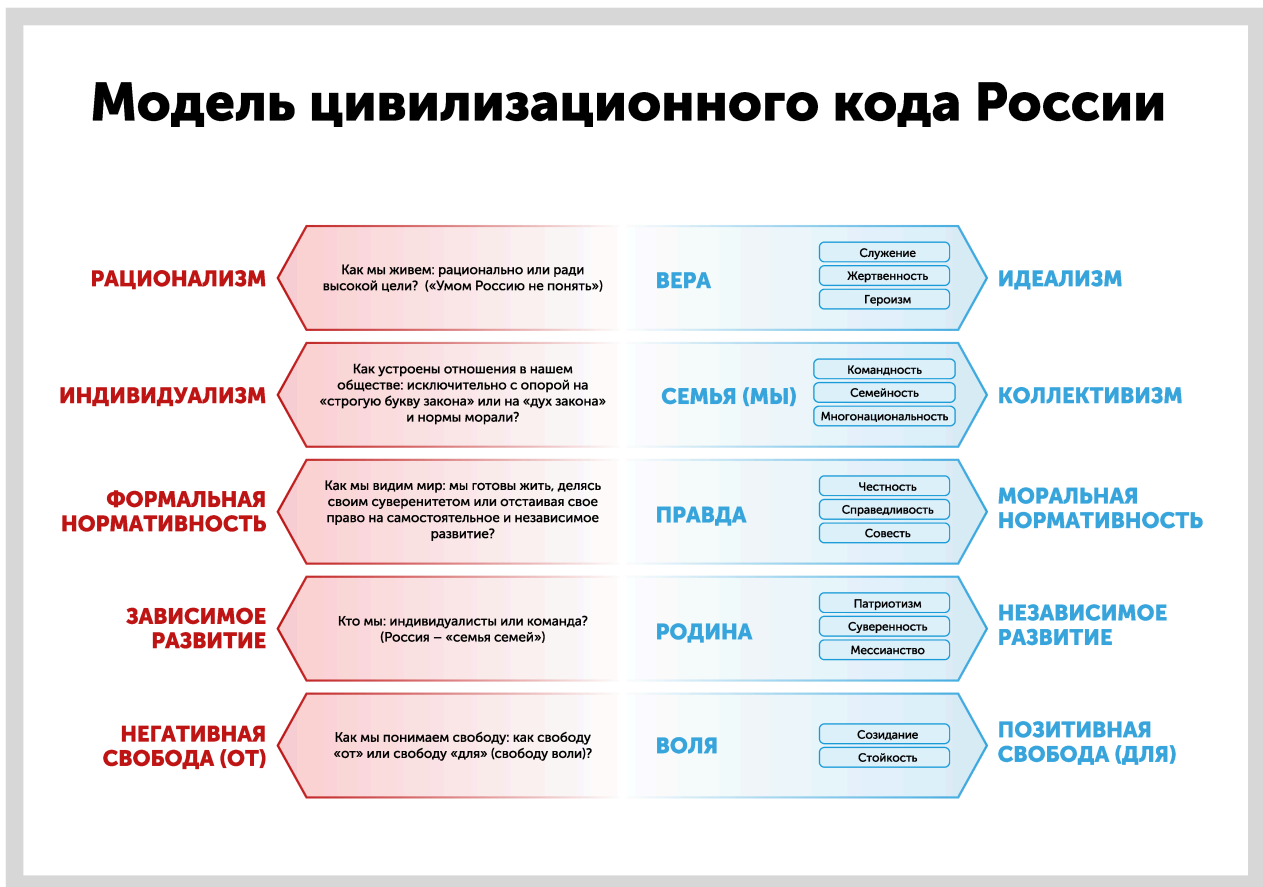 Модель цивилизационного кода России
РАЦИОНАЛИЗМ
Как мы живем: рационально или ради
высокой цели? («Умом Россию не понять»)
ВЕРА
Служение
Жертвенность
Героизм
ИДЕАЛИЗМ
ИНДИВИДУАЛИЗМ
Как устроены отношения в нашем
обществе: исключительно с опорой на
«строгую букву закона» или на «дух закона»
и нормы морали?
СЕМЬЯ (МЫ)
Командность
Семейность
Многонациональность
КОЛЛЕКТИВИЗМ
ФОРМАЛЬНАЯ
НОРМАТИВНОСТЬ
Как мы видим мир: мы готовы жить, делясь
своим суверенитетом или отстаивая свое
право на самостоятельное и независимое
развитие?
ПРАВДА
Честность
Справедливость
Совесть
МОРАЛЬНАЯ
НОРМАТИВНОСТЬ
ЗАВИСИМОЕ
РАЗВИТИЕ
Кто мы: индивидуалисты или команда?
(Россия – «семья семей»)
РОДИНА
Патриотизм
Суверенность
Мессианство
НЕЗАВИСИМОЕ
РАЗВИТИЕ
НЕГАТИВНАЯ
СВОБОДА (ОТ)
Как мы понимаем свободу: как свободу
«от» или свободу «для» (свободу воли)?
ВОЛЯ
Созидание
Стойкость
ПОЗИТИВНАЯ
СВОБОДА (ДЛЯ)